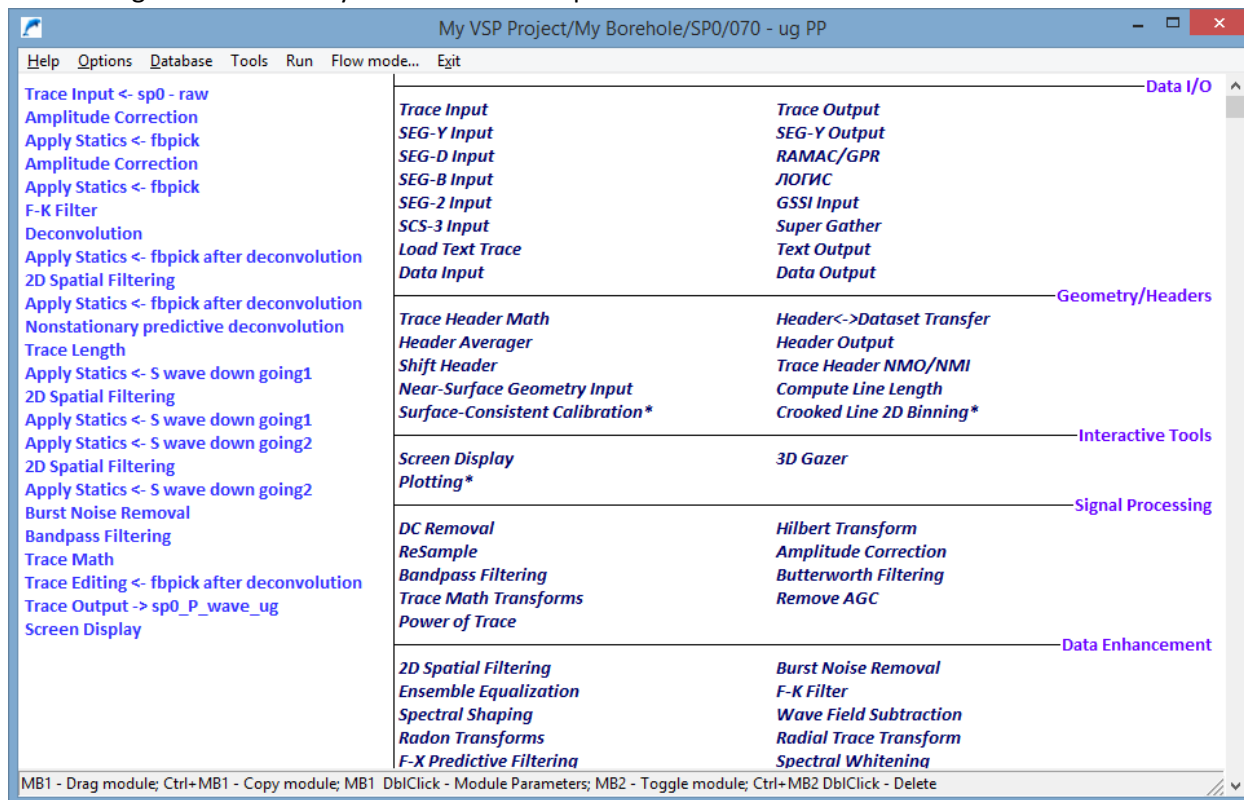 My VSP Project/My Borehole/SP0/070 - ug PP
Help Options Database Tools Run Flow mode... Exit
Trace Input <- sp0 - raw
Amplitude Correction
Apply Statics <- fbpick
Amplitude Correction
Apply Statics <- fbpick
F-K Filter
Deconvolution
Apply Statics <- fbpick after deconvolution
2D Spatial Filtering
Apply Statics <- fbpick after deconvolution
Nonstationary predictive deconvolution
Trace Length
Apply Statics <- S wave down going1
2D Spatial Filtering
Apply Statics <- S wave down going1
Apply Statics <- S wave down going2
2D Spatial Filtering
Apply Statics <- S wave down going2
Burst Noise Removal
Bandpass Filtering
Trace Math
Trace Editing <- fbpick after deconvolution
Trace Output -> sp0_P_wave_ug
Screen Display
Data I/O
Trace Input Trace Output
SEG-Y Input SEG-Y Output
SEG-D Input RAMAC/GPR
SEG-B Input ЛОГИС
SEG-2 Input GSSI Input
SCS-3 Input Super Gather
Load Text Trace Text Output
Data Input Data Output
Geometry/Headers
Trace Header Math Header<->Dataset Transfer
Header Averager Header Output
Shift Header Trace Header NMO/NMI
Near-Surface Geometry Input Compute Line Length
Surface-Consistent Calibration* Crooked Line 2D Binning*
Interactive Tools
Screen Display 3D Gazer
Plotting*
Signal Processing
DC Removal Hilbert Transform
ReSample Amplitude Correction
Bandpass Filtering Butterworth Filtering
Trace Math Transforms Remove AGC
Power of Trace
Data Enhancement
2D Spatial Filtering Burst Noise Removal
Ensemble Equalization F-K Filter
Spectral Shaping Wave Field Subtraction
Radon Transforms Radial Trace Transform
F-X Predictive Filtering Spectral Whitening
MB1 - Drag module; Ctrl+MB1 - Copy module; MB1 DblClick - Module Parameters; MB2 - Toggle module; Ctrl+MB2 DblClick - Delete